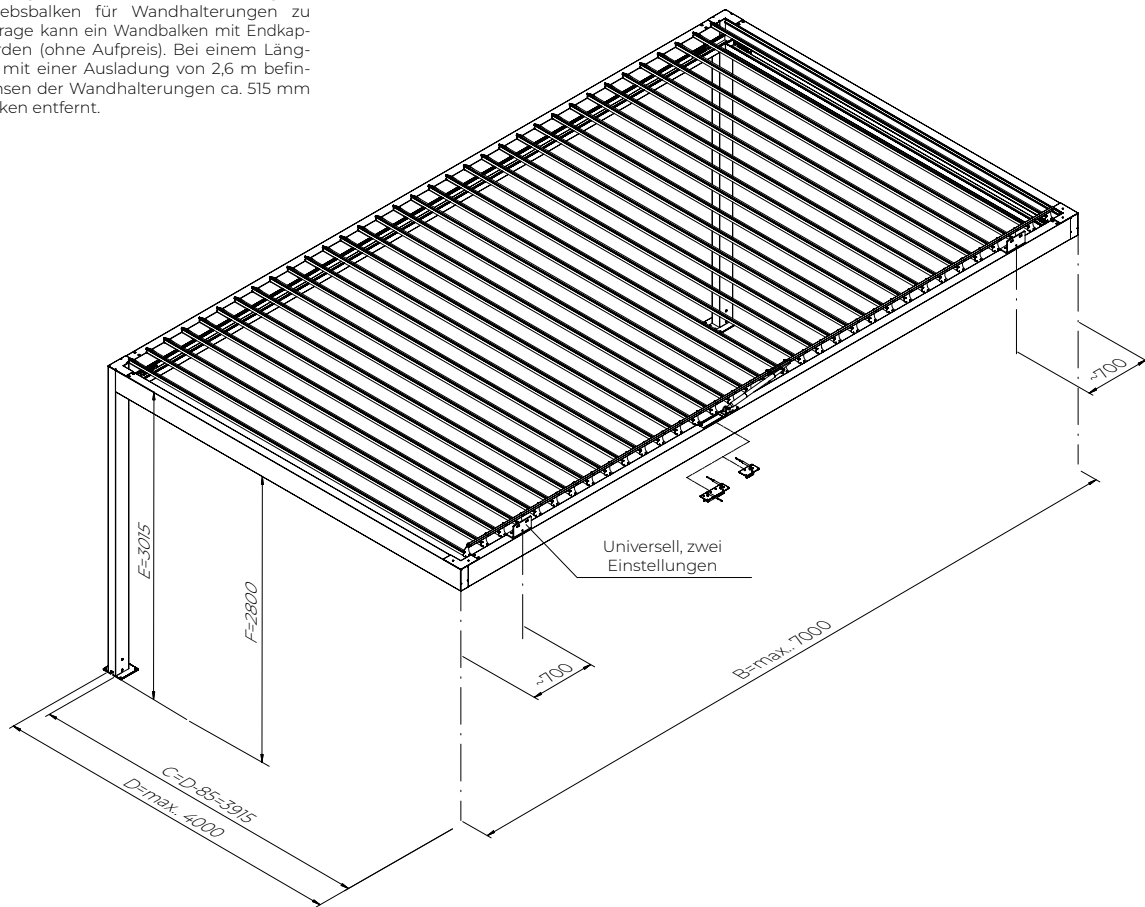 ebsbalken für Wandhalterungen zu
rage kann ein Wandbalken mit Endkap-
rden (ohne Aufpreis). Bei einem Läng-
mit einer Ausladung von 2,6 m befin-
nsen der Wandhalterungen ca. 515 mm
ken entfernt.
~700
E=3015
F=2800
Universell, zwei
Einstellungen
~700
B=max.. 7000
C=D-85=3915
D=max.. 4000